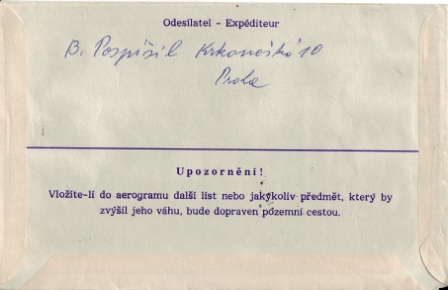 Odesílatel - Expéditeur
B. Pospíšil Krkonošská 10
Praha
Upozornění!
Vložíte-li do aerogramu další list nebo jakýkoliv předmět, který by
zvýšil jeho váhu, bude dopraven pozemní cestou.